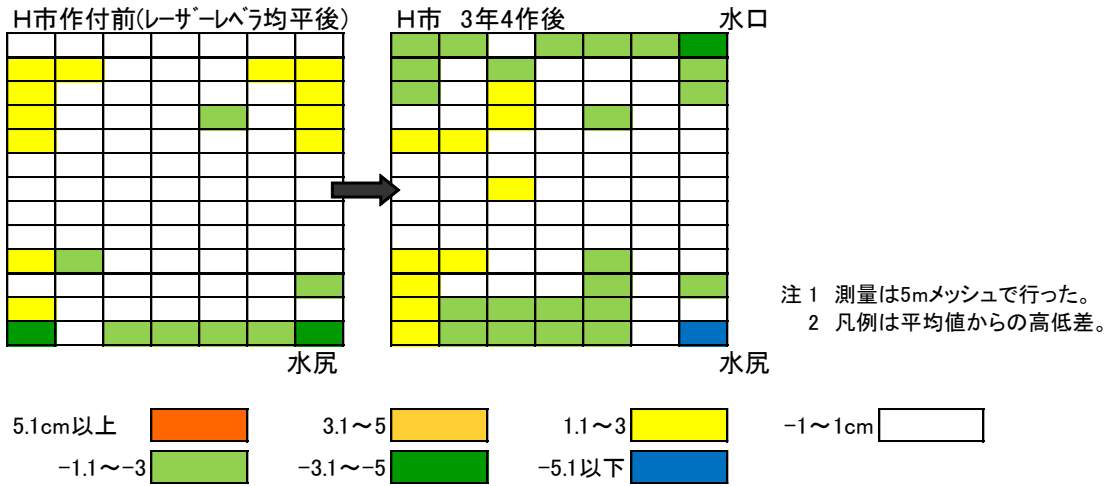 H市作付前(レーザーレベラ均平後)
H市 3年4作後 水口
注 1 測量は5mメッシュで行った。
2 凡例は平均値からの高低差。
水尻 水尻
5.1cm以上 3.1～5 1.1～3 -1～1cm
-1.1～-3 -3.1～-5 -5.1以下